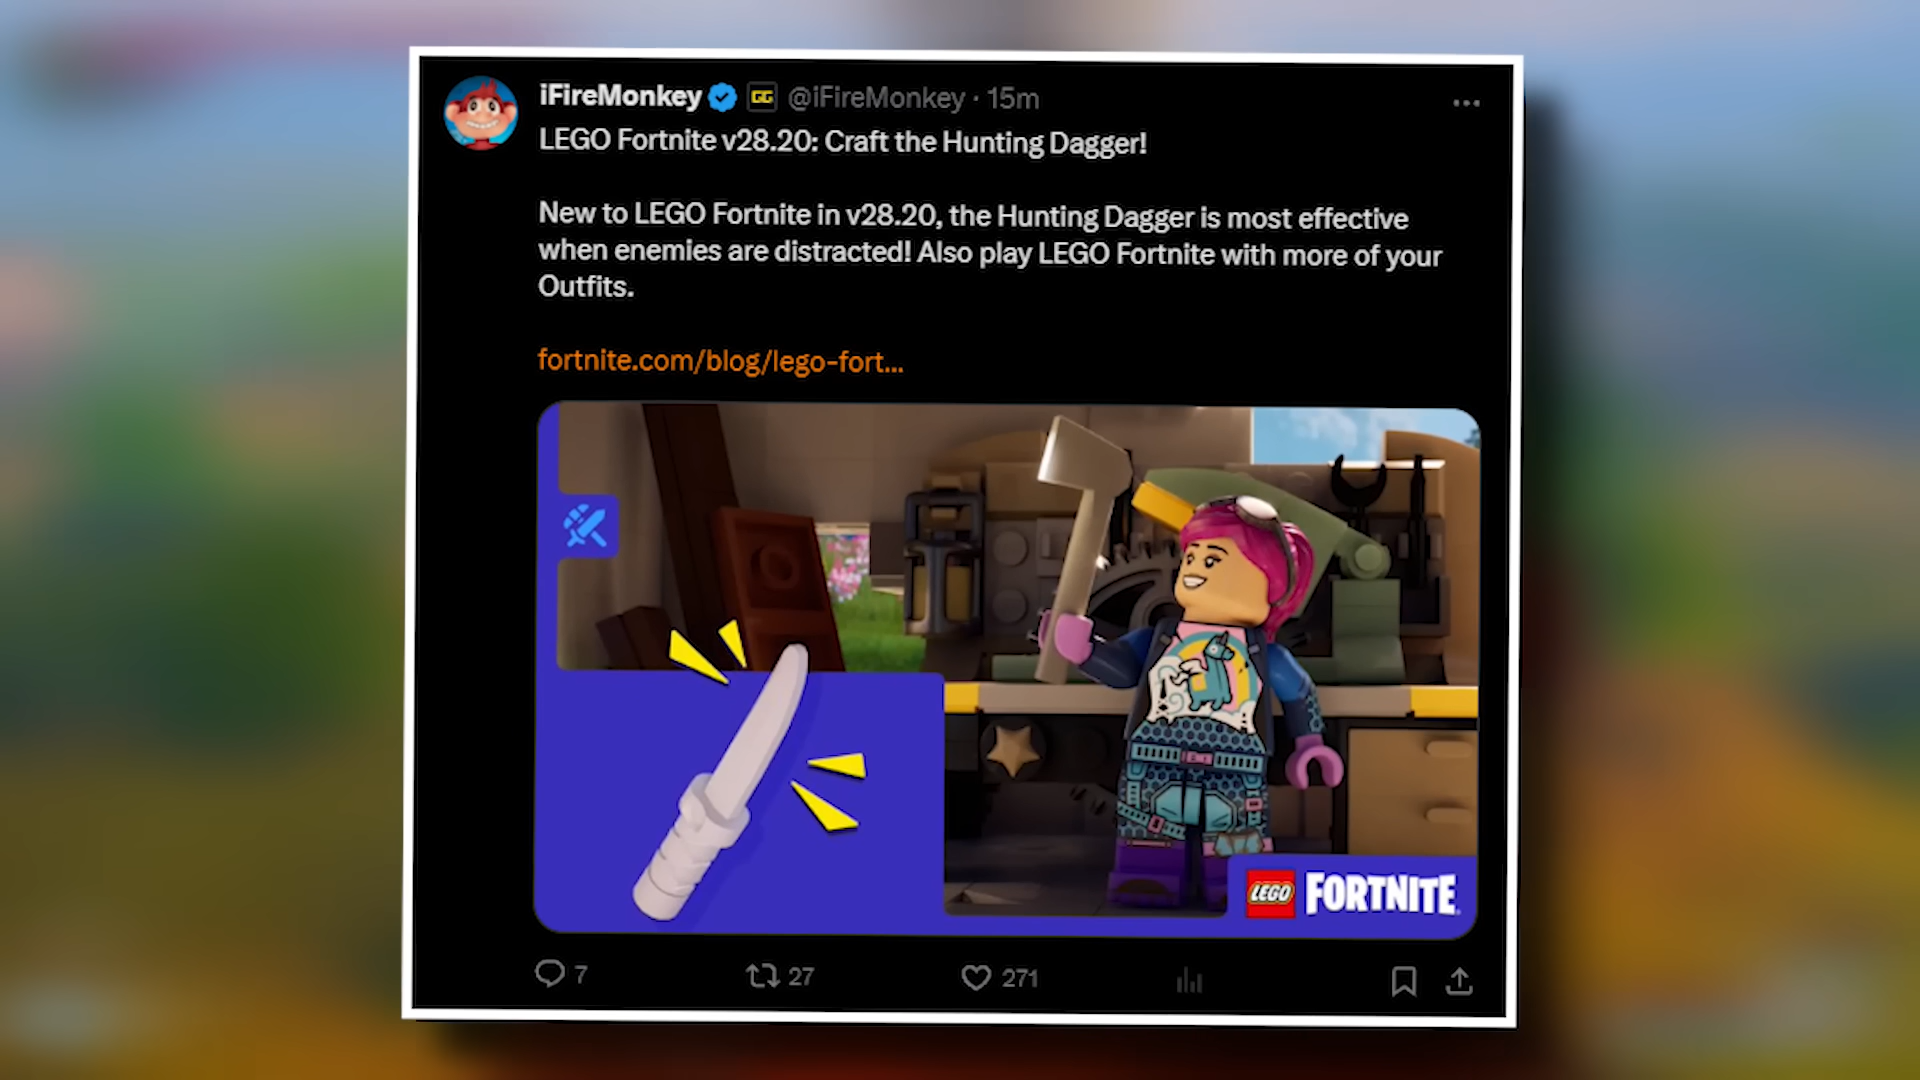 iFireMonkey GG @iFireMonkey · 15m
LEGO Fortnite v28.20: Craft the Hunting Dagger!
New to LEGO Fortnite in v28.20, the Hunting Dagger is most effective
when enemies are distracted! Also play LEGO Fortnite with more of your
Outfits.
fortnite.com/blog/lego-fort...
LEGO FORTNITE
7 27 271